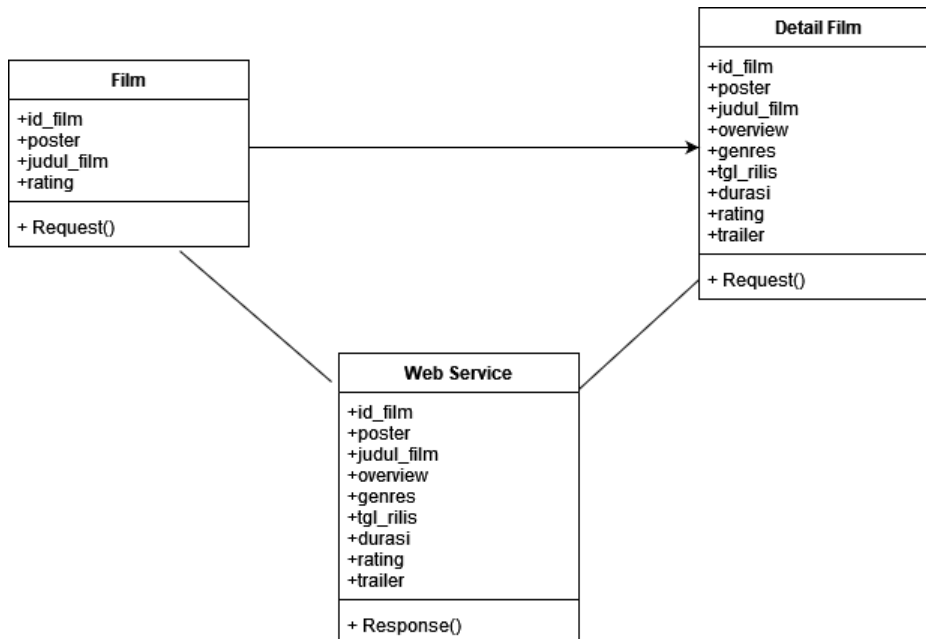 Film
+id_film
+poster
+judul_film
+rating
+ Request()
Detail Film
+id_film
+poster
+judul_film
+overview
+genres
+tgl_rilis
+durasi
+rating
+trailer
+ Request()
Web Service
+id_film
+poster
+judul_film
+overview
+genres
+tgl_rilis
+durasi
+rating
+trailer
+ Response()